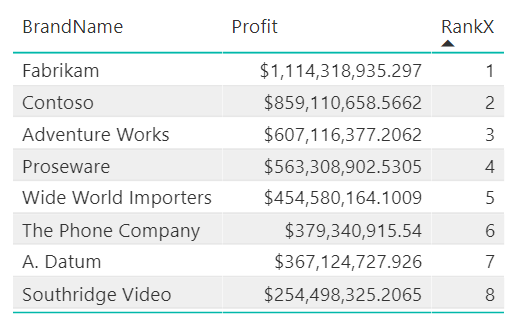 BrandName Profit RankX
Fabrikam $1,114,318,935.297 1
Contoso $859,110,658.5662 2
Adventure Works $607,116,377.2062 3
Proseware $563,308,902.5305 4
Wide World Importers $454,580,164.1009 5
The Phone Company $379,340,915.54 6
A. Datum $367,124,727.926 7
Southridge Video $254,498,325.2065 8